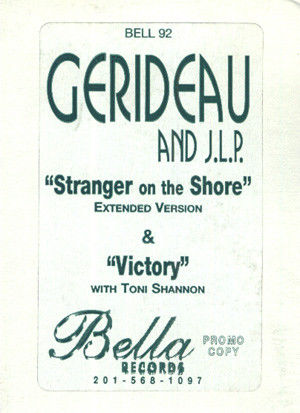 BELL 92
GERIDEAU
AND J.L.P.
"Stranger on the Shore"
EXTENDED VERSION
&
"Victory"
WITH TONI SHANNON
Bella
RECORDS
PROMO
COPY
201-568-1097